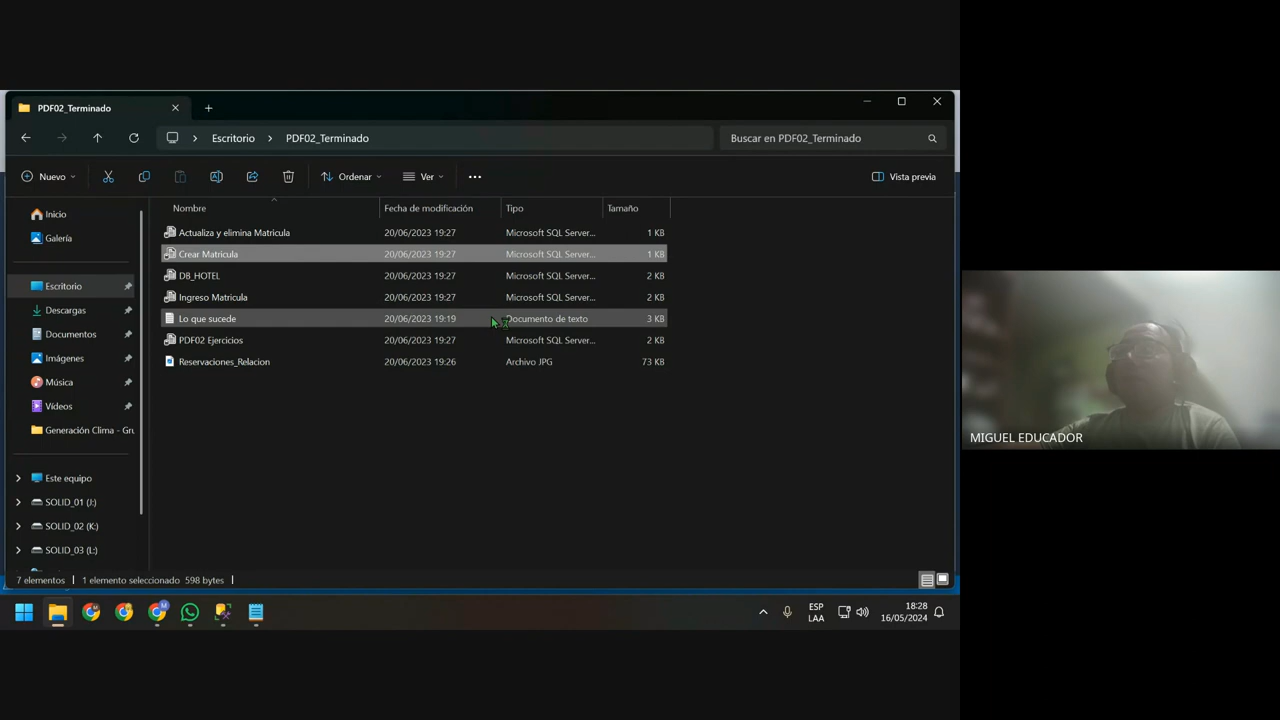 PDF02_Terminado
Escritorio > PDF02_Terminado
Buscar en PDF02_Terminado
Nuevo
Ordenar
Ver
Vista previa
Nombre Fecha de modificación Tipo Tamaño
Inicio
Galería
Escritorio
Descargas
Documentos
Imágenes
Música
Vídeos
Generación Clima - Gru
Este equipo
SOLID_01 (J:)
SOLID_02 (K:)
SOLID_03 (L:)
Actualiza y elimina Matricula 20/06/2023 19:27 Microsoft SQL Server... 1 KB
Crear Matricula 20/06/2023 19:27 Microsoft SQL Server... 1 KB
DB_HOTEL 20/06/2023 19:27 Microsoft SQL Server... 2 KB
Ingreso Matricula 20/06/2023 19:27 Microsoft SQL Server... 2 KB
Lo que sucede 20/06/2023 19:19 Documento de texto 3 KB
PDF02 Ejercicios 20/06/2023 19:27 Microsoft SQL Server... 2 KB
Reservaciones_Relacion 20/06/2023 19:26 Archivo JPG 73 KB
7 elementos 1 elemento seleccionado 598 bytes
ESP
LAA
18:28
16/05/2024
MIGUEL EDUCADOR